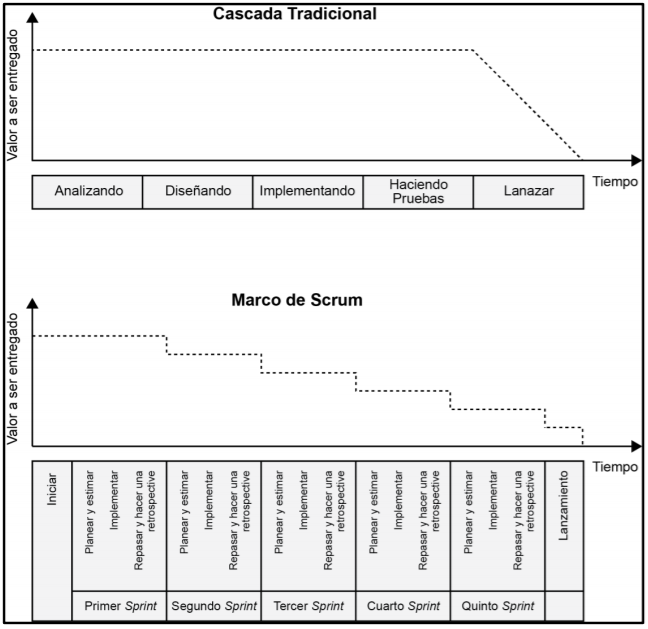 Cascada Tradicional
Valor a ser entregado
Tiempo
Analizando
Diseñando
Implementando
Haciendo
Pruebas
Lanazar
Marco de Scrum
Valor a ser entregado
Tiempo
Iniciar
Planear y estimar
Implementar
Repasar y hacer una
retrospective
Planear y estimar
Implementar
Repasar y hacer una
retrospective
Planear y estimar
Implementar
Repasar y hacer una
retrospective
Planear y estimar
Implementar
Repasar y hacer una
retrospective
Planear y estimar
Implementar
Repasar y hacer una
retrospective
Lanzamiento
Primer Sprint
Segundo Sprint
Tercer Sprint
Cuarto Sprint
Quinto Sprint